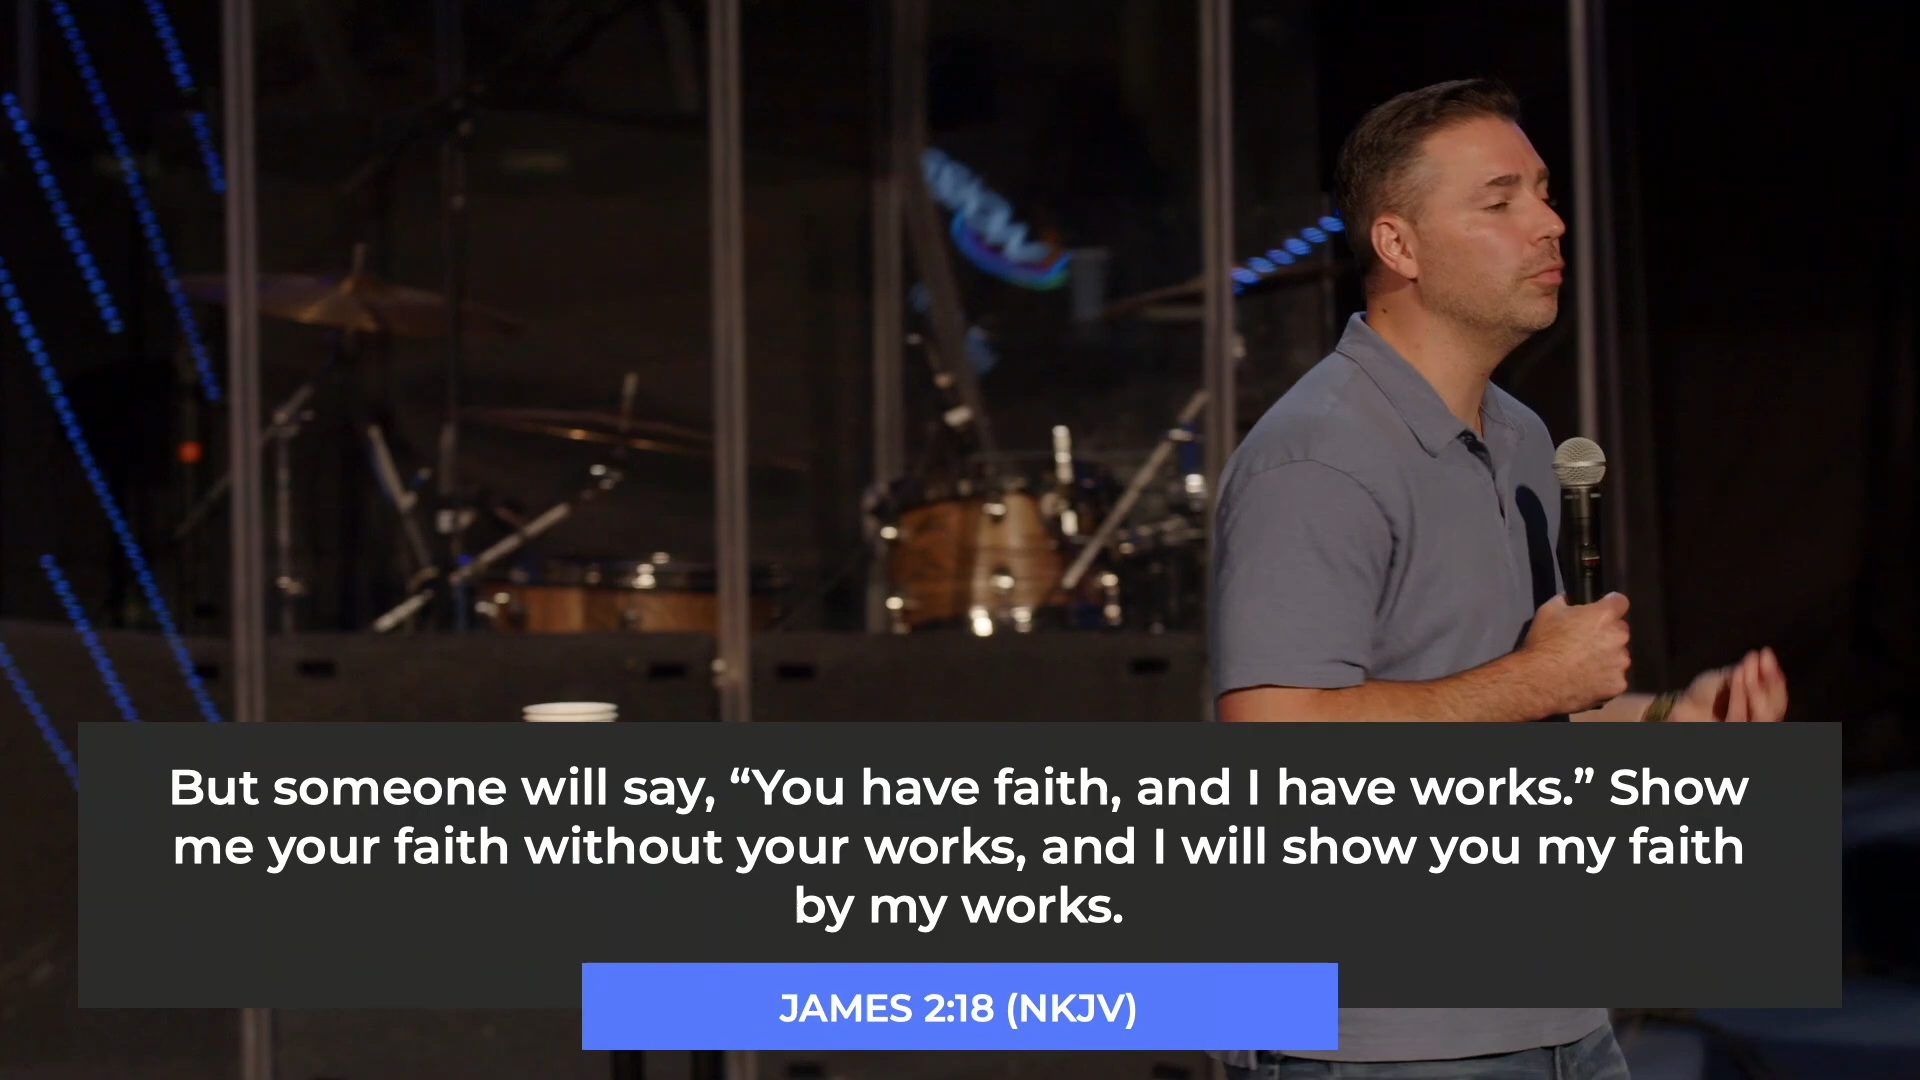 But someone will say, “You have faith, and I have works.” Show
me your faith without your works, and I will show you my faith
by my works.
JAMES 2:18 (NKJV)